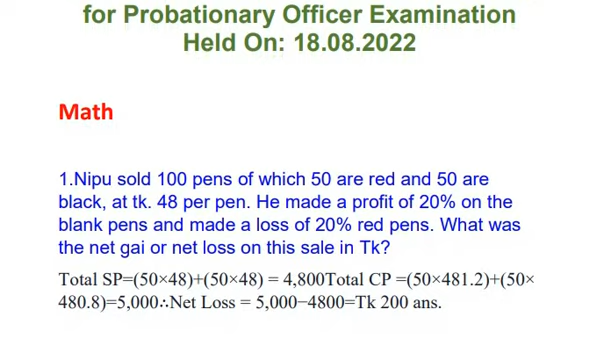 for Probationary Officer Examination
Held On: 18.08.2022
Math
1.Nipu sold 100 pens of which 50 are red and 50 are
black, at tk. 48 per pen. He made a profit of 20% on the
blank pens and made a loss of 20% red pens. What was
the net gai or net loss on this sale in Tk?
Total SP=(50×48)+(50×48) = 4,800Total CP =(50×481.2)+(50×
480.8)=5,000∴Net Loss = 5,000−4800=Tk 200 ans.